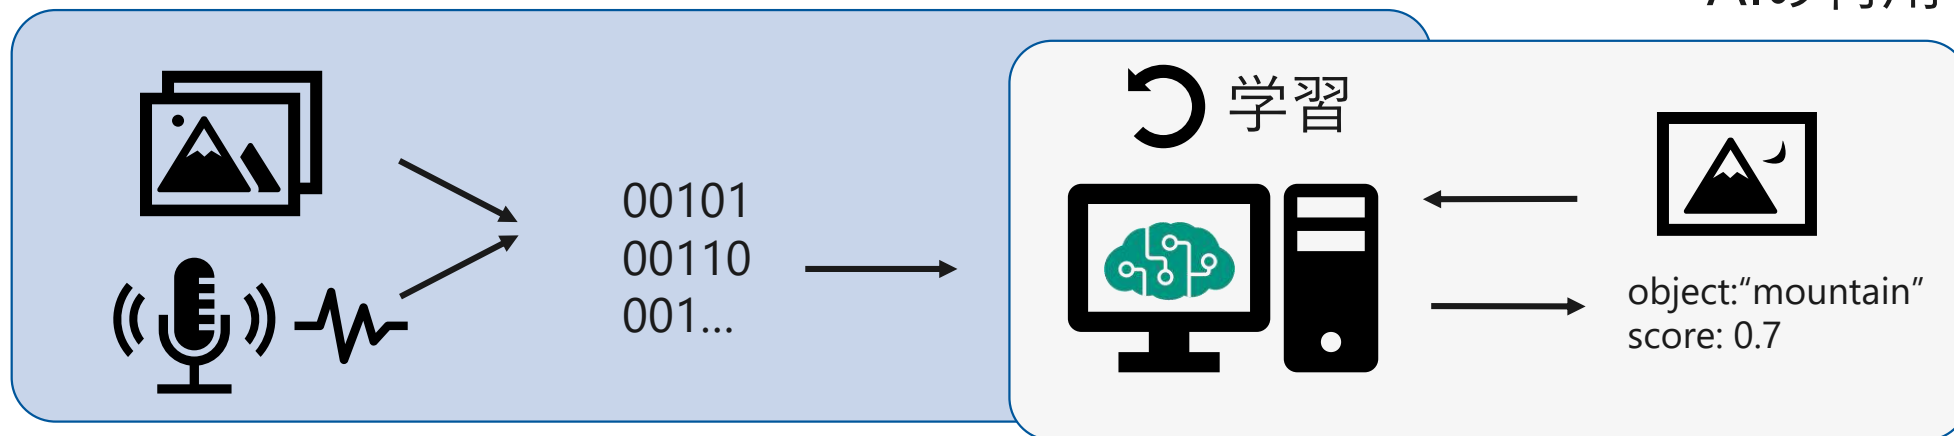 学習
00101
00110
001...
object:“mountain”
score: 0.7